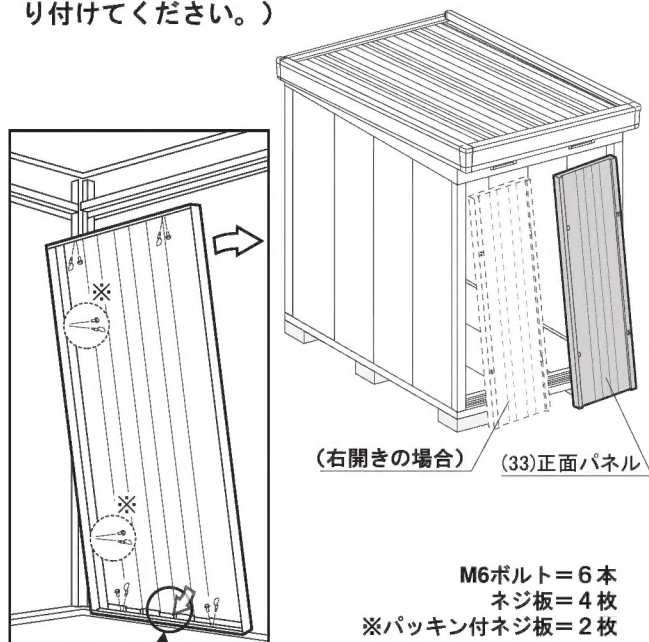 り付けてください。）
※
※
（右開きの場合）
(33)正面パネル
M6ボルト＝６本
ネジ板＝４枚
※パッキン付ネジ板＝２枚